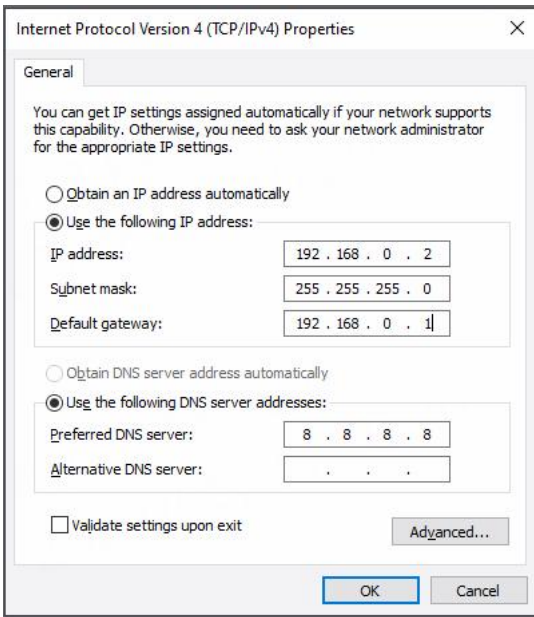 Internet Protocol Version 4 (TCP/IPv4) Properties
General
You can get IP settings assigned automatically if your network supports
this capability. Otherwise, you need to ask your network administrator
for the appropriate IP settings.
Obtain an IP address automatically
Use the following IP address:
IP address: 192 . 168 . 0 . 2
Subnet mask: 255 . 255 . 255 . 0
Default gateway: 192 . 168 . 0 . 1
Obtain DNS server address automatically
Use the following DNS server addresses:
Preferred DNS server: 8 . 8 . 8 . 8
Alternative DNS server: . . .
Validate settings upon exit
Advanced...
OK Cancel